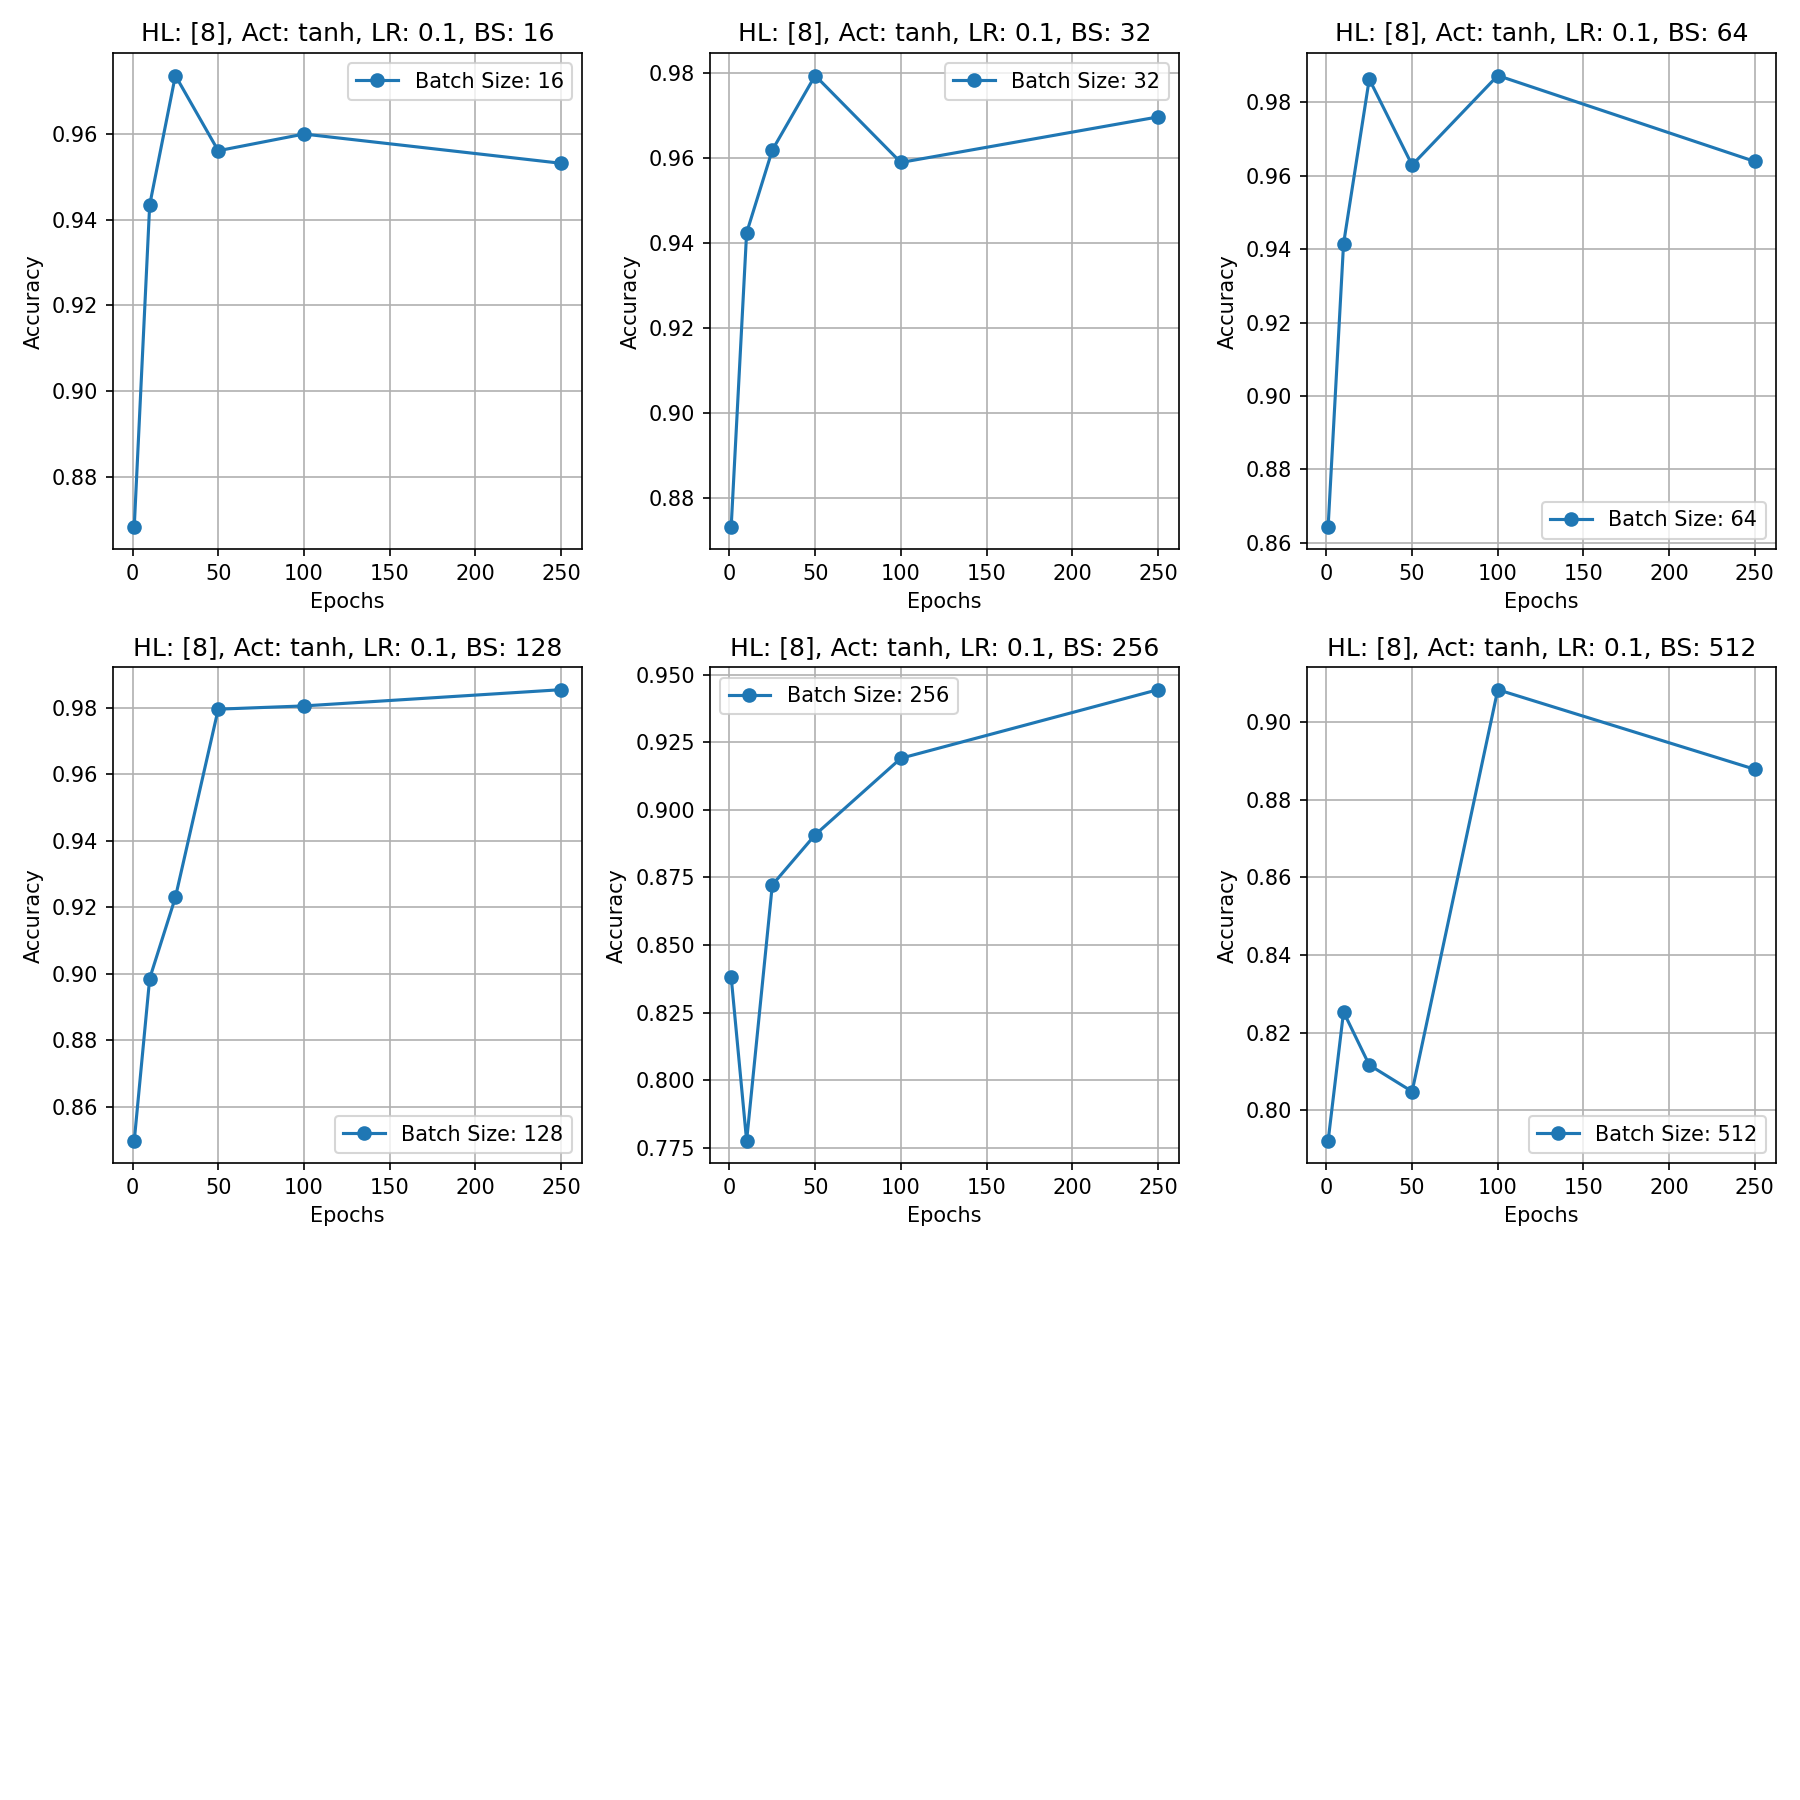 HL: [8], Act: tanh, LR: 0.1, BS: 16
Batch Size: 16
0.96
0.94
0.92
0.90
0.88
Accuracy
0 50 100 150 200 250
Epochs
HL: [8], Act: tanh, LR: 0.1, BS: 32
Batch Size: 32
0.98
0.96
0.94
0.92
0.90
0.88
Accuracy
0 50 100 150 200 250
Epochs
HL: [8], Act: tanh, LR: 0.1, BS: 64
0.98
0.96
0.94
0.92
0.90
0.88
0.86
Accuracy
Batch Size: 64
0 50 100 150 200 250
Epochs
HL: [8], Act: tanh, LR: 0.1, BS: 128
0.98
0.96
0.94
0.92
0.90
0.88
0.86
Accuracy
Batch Size: 128
0 50 100 150 200 250
Epochs
HL: [8], Act: tanh, LR: 0.1, BS: 256
Batch Size: 256
0.950
0.925
0.900
0.875
0.850
0.825
0.800
0.775
Accuracy
0 50 100 150 200 250
Epochs
HL: [8], Act: tanh, LR: 0.1, BS: 512
0.90
0.88
0.86
0.84
0.82
0.80
Accuracy
Batch Size: 512
0 50 100 150 200 250
Epochs